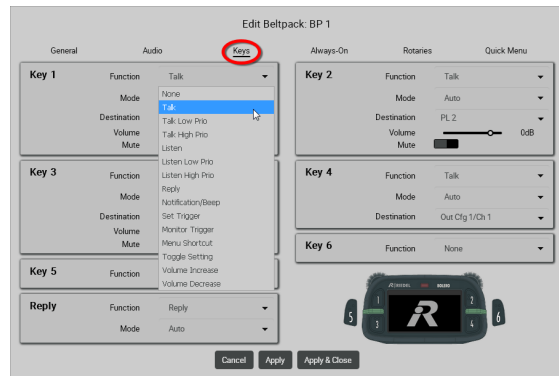 Edit Beltpack: BP 1
General Audio Keys Always-On Rotaries Quick Menu
Key 1
Function Talk
Mode
Destination
Volume
Mute
None
Talk
Talk Low Prio
Talk High Prio
Listen
Listen Low Prio
Listen High Prio
Reply
Notification/Beep
Set Trigger
Monitor Trigger
Menu Shortcut
Toggle Setting
Volume Increase
Volume Decrease
Key 2
Function Talk
Mode Auto
Destination PL 2
Volume 0dB
Mute
Key 3
Function
Mode
Destination
Volume
Mute
Key 4
Function Talk
Mode Auto
Destination Out Cfg 1/Ch 1
Key 5
Function
Key 6
Function None
Reply
Function Reply
Mode Auto
RIEDEL BOLERO
1 2
3 4
5 6
R
Cancel Apply Apply & Close